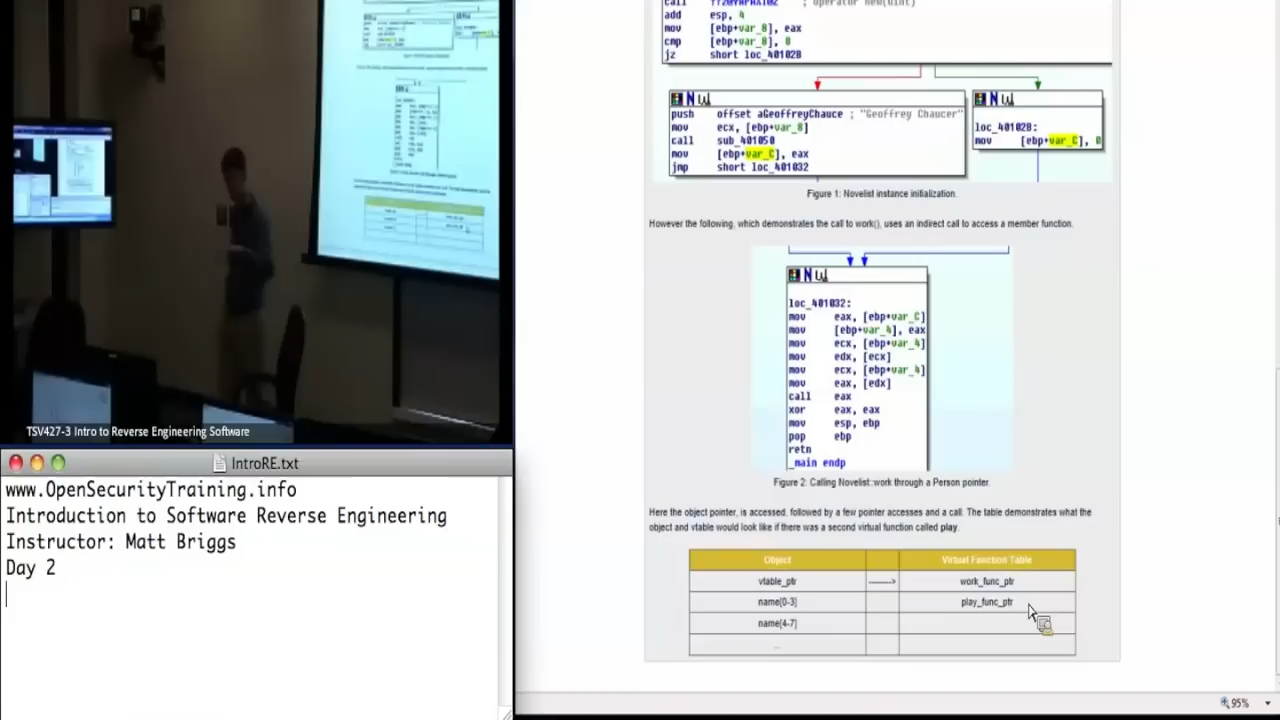 call ??2@YAPAXI@Z ; operator new(uint)
add esp, 4
mov [ebp+var_8], eax
cmp [ebp+var_8], 0
jz short loc_401028
push offset aGeoffreyChauce ; "Geoffrey Chaucer"
mov ecx, [ebp+var_8]
call sub_401050
mov [ebp+var_C], eax
jmp short loc_401032
loc_401028:
mov [ebp+var_C], 0
Figure 1: Novelist instance initialization.
However the following, which demonstrates the call to work(), uses an indirect call to access a member function.
loc_401032:
mov eax, [ebp+var_C]
mov [ebp+var_4], eax
mov ecx, [ebp+var_4]
mov edx, [ecx]
mov ecx, [ebp+var_4]
mov eax, [edx]
call eax
xor eax, eax
mov esp, ebp
pop ebp
retn
_main endp
Figure 2: Calling Novelist::work through a Person pointer.
Here the object pointer, is accessed, followed by a few pointer accesses and a call. The table demonstrates what the
object and vtable would look like if there was a second virtual function called play.
Object Virtual Function Table
vtable_ptr ------> work_func_ptr
name[0-3] play_func_ptr
name[4-7]
...
95%
TSV427-3 Intro to Reverse Engineering Software
IntroRE.txt
www.OpenSecurityTraining.info
Introduction to Software Reverse Engineering
Instructor: Matt Briggs
Day 2